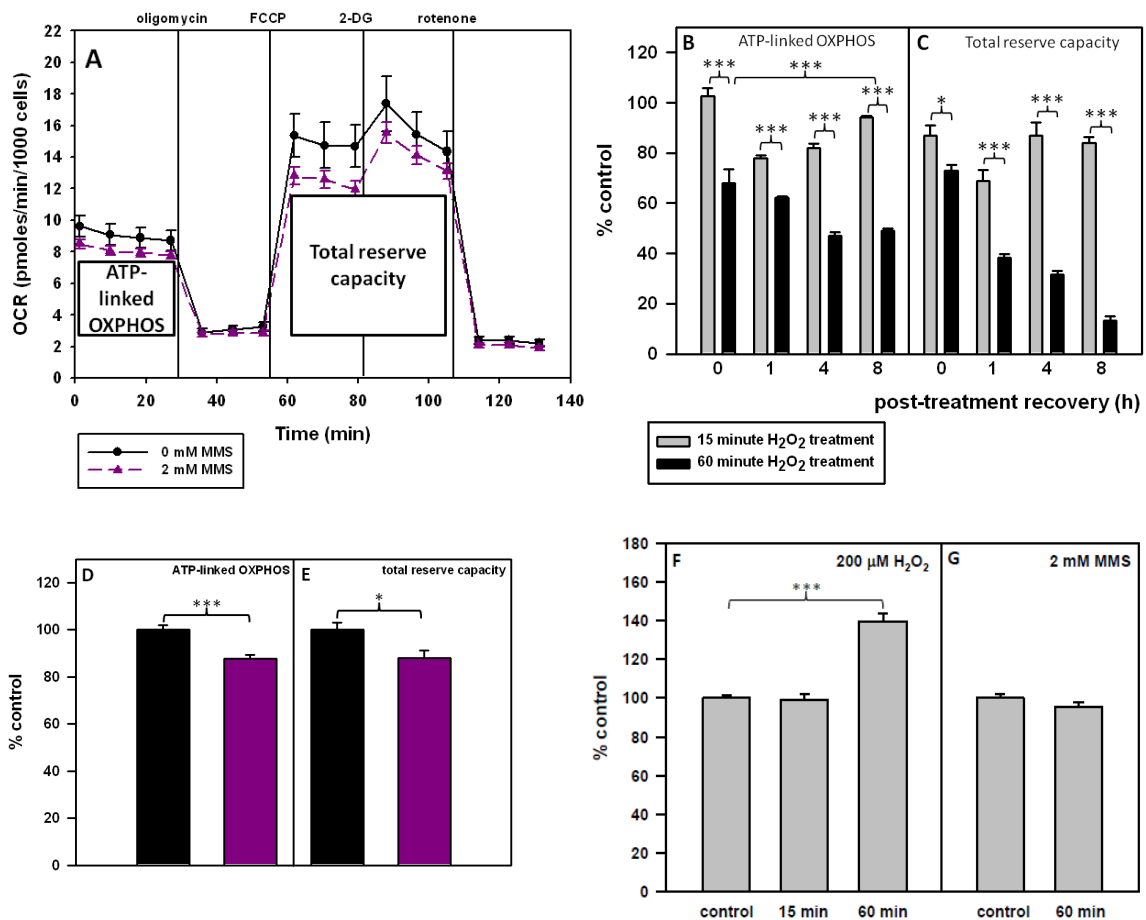 oligomycin FCCP 2-DG rotenone
A
OCR (pmoles/min/1000 cells)
22
20
18
16
14
12
10
8
6
4
2
0
ATP-linked OXPHOS
Total reserve capacity
0 20 40 60 80 100 120 140
Time (min)
0 mM MMS
2 mM MMS
B ATP-linked OXPHOS
C Total reserve capacity
% control
120
100
80
60
40
20
0
*** *** *** *** ***
* *** *** ***
0 1 4 8 0 1 4 8
post-treatment recovery (h)
15 minute H₂O₂ treatment
60 minute H₂O₂ treatment
D ATP-linked OXPHOS
E total reserve capacity
% control
120
100
80
60
40
20
0
***
*
F 200 µM H₂O₂
G 2 mM MMS
% control
180
160
140
120
100
80
60
40
20
0
***
control 15 min 60 min control 60 min